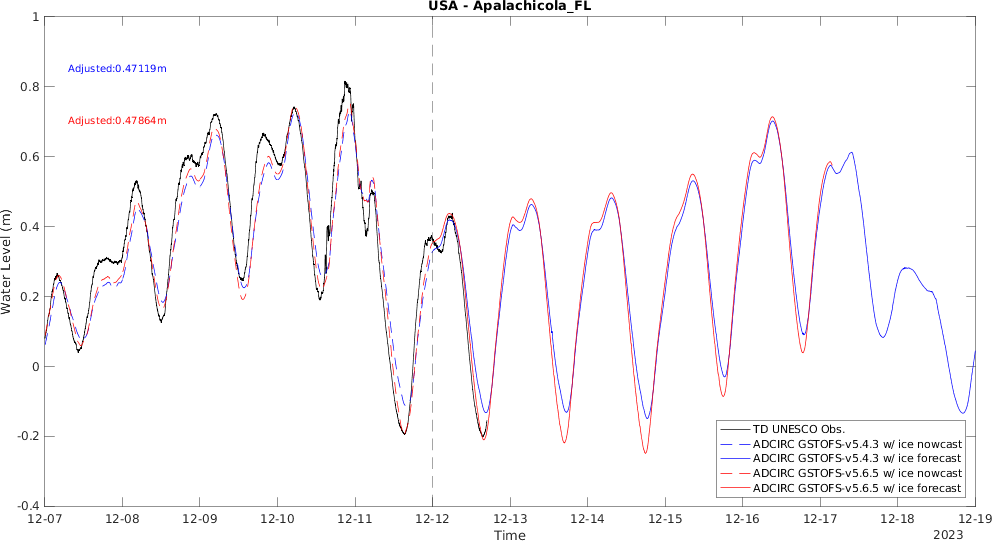 USA - Apalachicola_FL
1
0.8
0.6
0.4
0.2
0
-0.2
-0.4
Water Level (m)
Adjusted:0.47119m
Adjusted:0.47864m
TD UNESCO Obs.
ADCIRC GSTOFS-v5.4.3 w/ ice nowcast
ADCIRC GSTOFS-v5.4.3 w/ ice forecast
ADCIRC GSTOFS-v5.6.5 w/ ice nowcast
ADCIRC GSTOFS-v5.6.5 w/ ice forecast
12-07 12-08 12-09 12-10 12-11 12-12 12-13 12-14 12-15 12-16 12-17 12-18 12-19
Time
2023